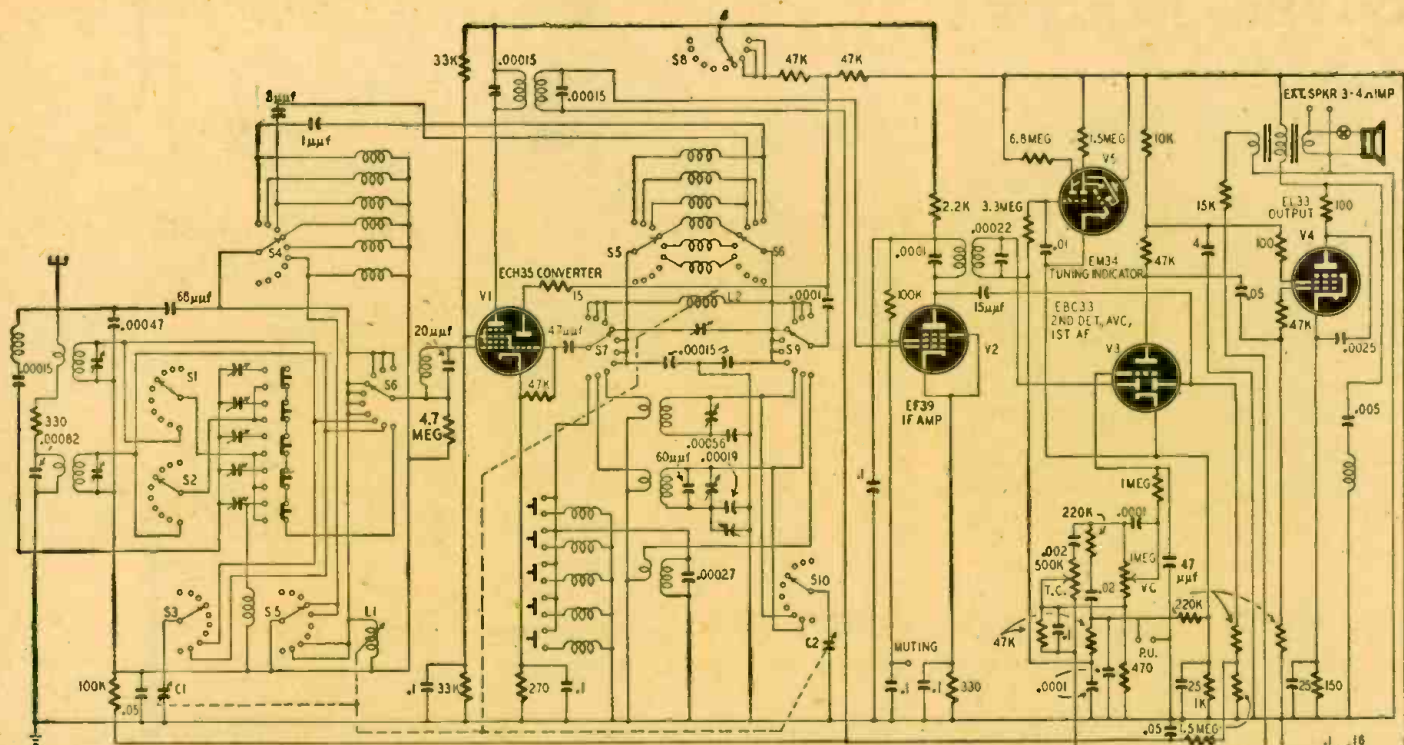 8μμf
1μμf
33K
.00015
.00015
S8
47K
47K
6.8MEG
1.5MEG
V5
10K
EXT. SPKR 3-4Ω IMP
S4
68μμf
.00047
ECH35 CONVERTER
15
V1
20μμf
47μμf
S5
S6
L2
S7
S9
.00015
.0001
2.2K
3.3MEG
.00022
.0001
.01
EM34
TUNING INDICATOR
47K
15K
4
EL33
OUTPUT
100
100
V4
.05
47K
.0025
100K
15μμf
EBC33
2ND DET., AVC,
1ST AF
V2
V3
EF39
IF AMP
.00015
330
.00082
S1
S2
S6
4.7
MEG
47K
.00056
60μμf
.00019
.00027
.1
1MEG
220K
.0001
.002
500K
T.C.
1MEG
VC
47
μμf
.02
220K
.005
S3
S5
L1
S10
C2
47K
.1
P.U.
470
.0001
MUTING
100K
.05
C1
.1
33K
270
.1
.1
.1
330
25
1K
25
150
.05
1.5MEG
.1
16